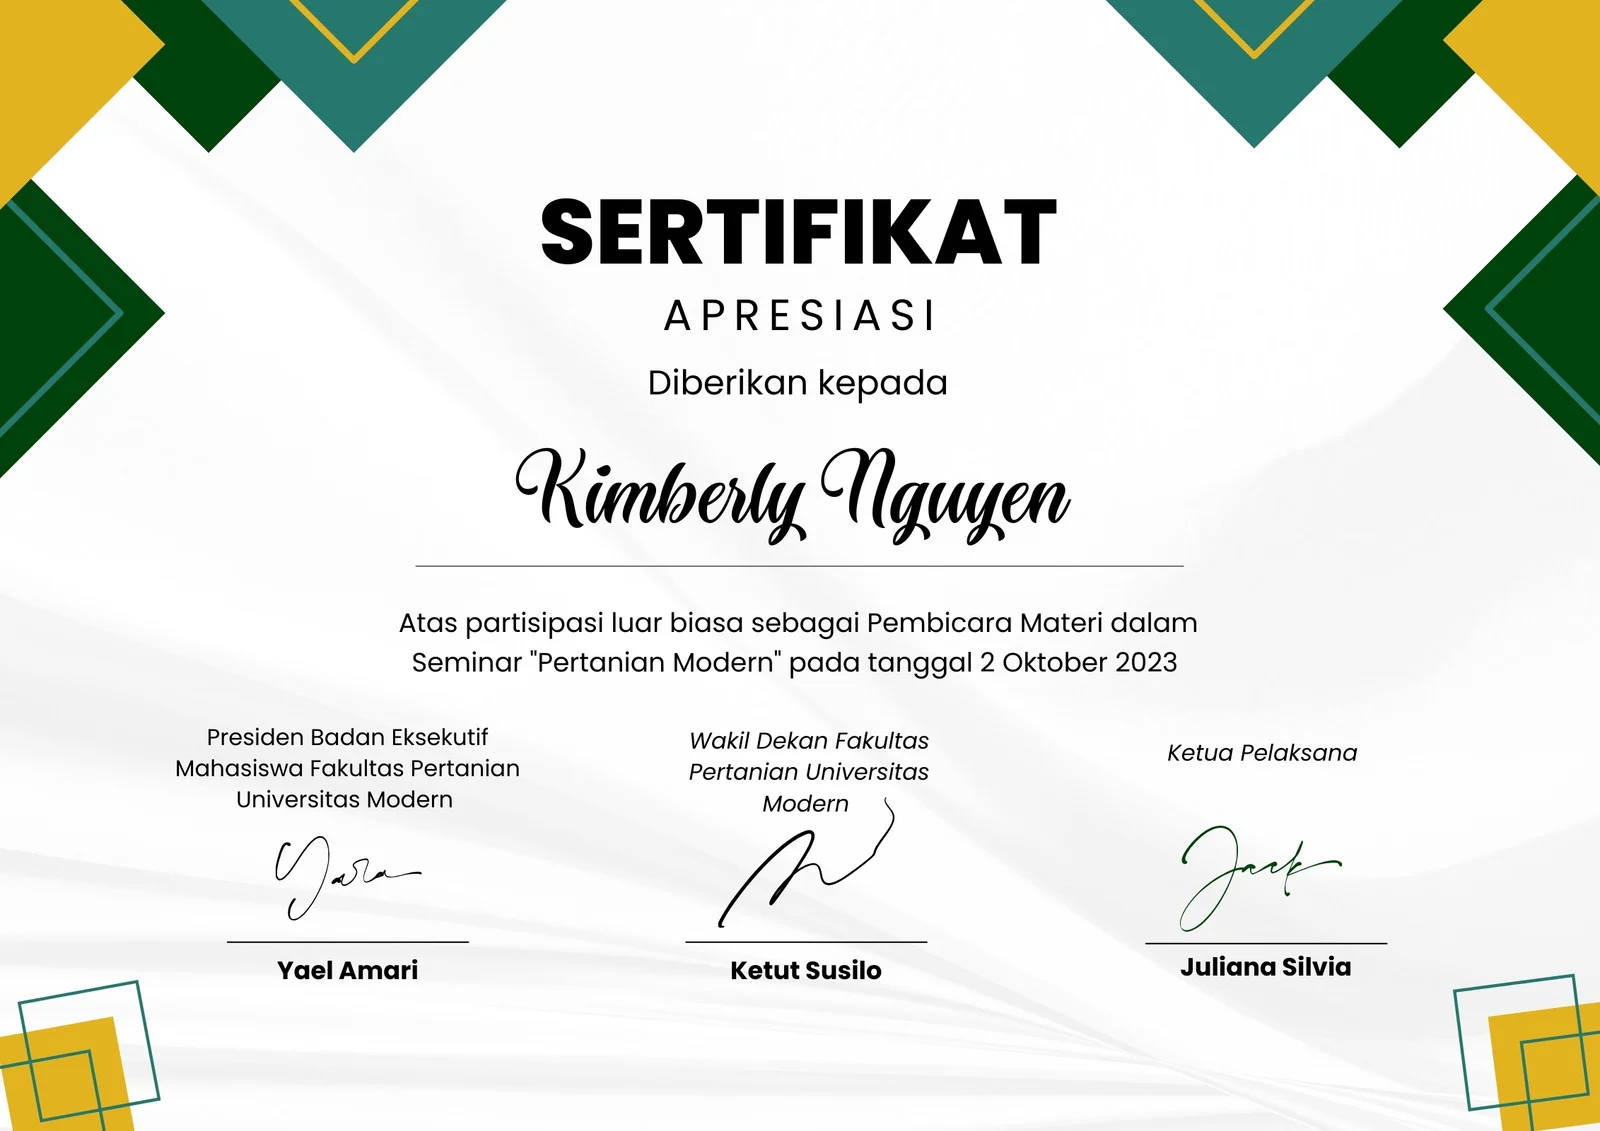 SERTIFIKAT
APRESIASI
Diberikan kepada
Kimberly Nguyen
Atas partisipasi luar biasa sebagai Pembicara Materi dalam
Seminar "Pertanian Modern" pada tanggal 2 Oktober 2023
Presiden Badan Eksekutif
Mahasiswa Fakultas Pertanian
Universitas Modern
Yara
Yael Amari
Wakil Dekan Fakultas
Pertanian Universitas
Modern
Ketut Susilo
Ketua Pelaksana
Jack
Juliana Silvia